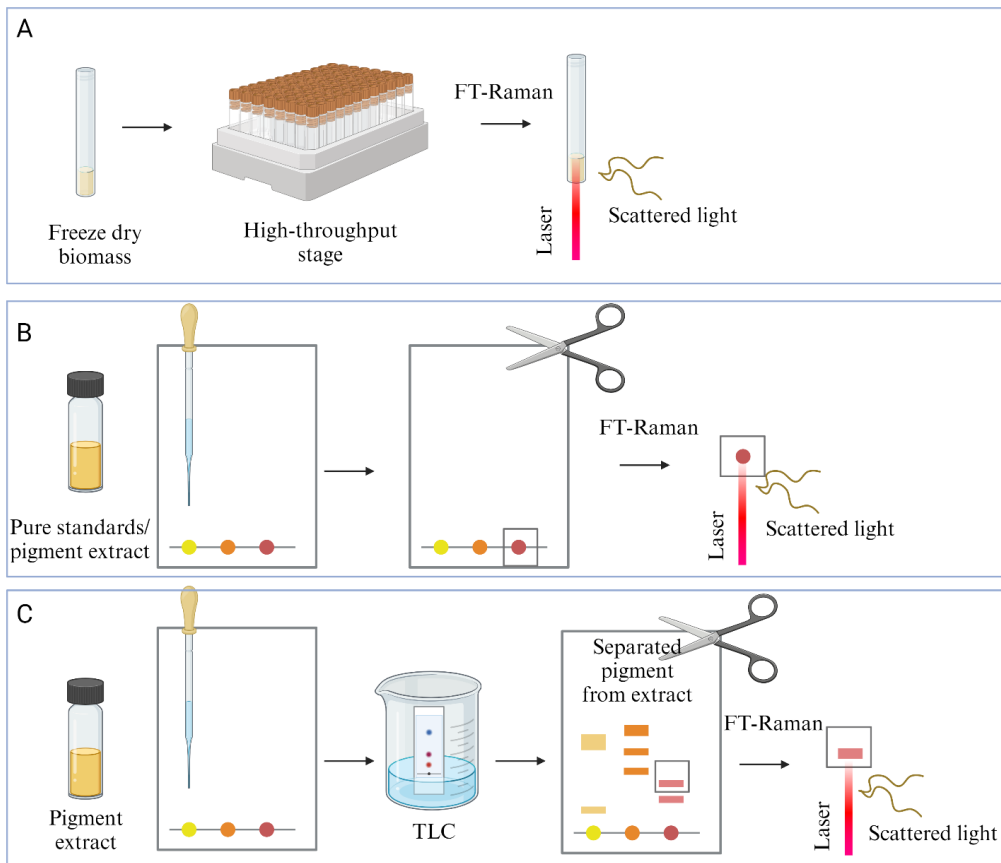 A
FT-Raman
Freeze dry
biomass
High-throughput
stage
Laser
Scattered light
B
Pure standards/
pigment extract
FT-Raman
Laser
Scattered light
C
Pigment
extract
TLC
Separated
pigment
from extract
FT-Raman
Laser
Scattered light